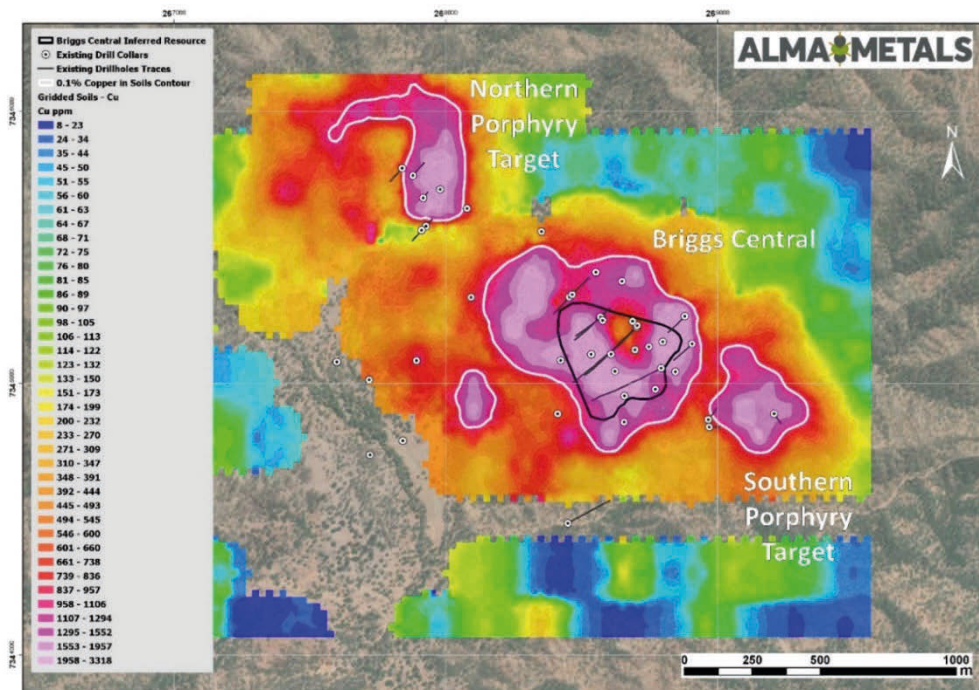 267000
268000
269000
ALMA METALS
Briggs Central Inferred Resource
Existing Drill Collars
Existing Drillholes Traces
0.1% Copper in Soils Contour
Gridded Soils - Cu
Cu ppm
8 - 23
24 - 34
35 - 44
45 - 50
51 - 55
56 - 60
61 - 63
64 - 67
68 - 71
72 - 75
76 - 80
81 - 85
86 - 89
90 - 97
98 - 105
106 - 113
114 - 122
123 - 132
133 - 150
151 - 173
174 - 199
200 - 232
233 - 270
271 - 309
310 - 347
348 - 391
392 - 444
445 - 493
494 - 545
546 - 600
601 - 660
661 - 738
739 - 836
837 - 957
958 - 1106
1107 - 1294
1295 - 1552
1553 - 1957
1958 - 3318
Northern
Porphyry
Target
N
Briggs Central
Southern
Porphyry
Target
0 250 500 1000
m